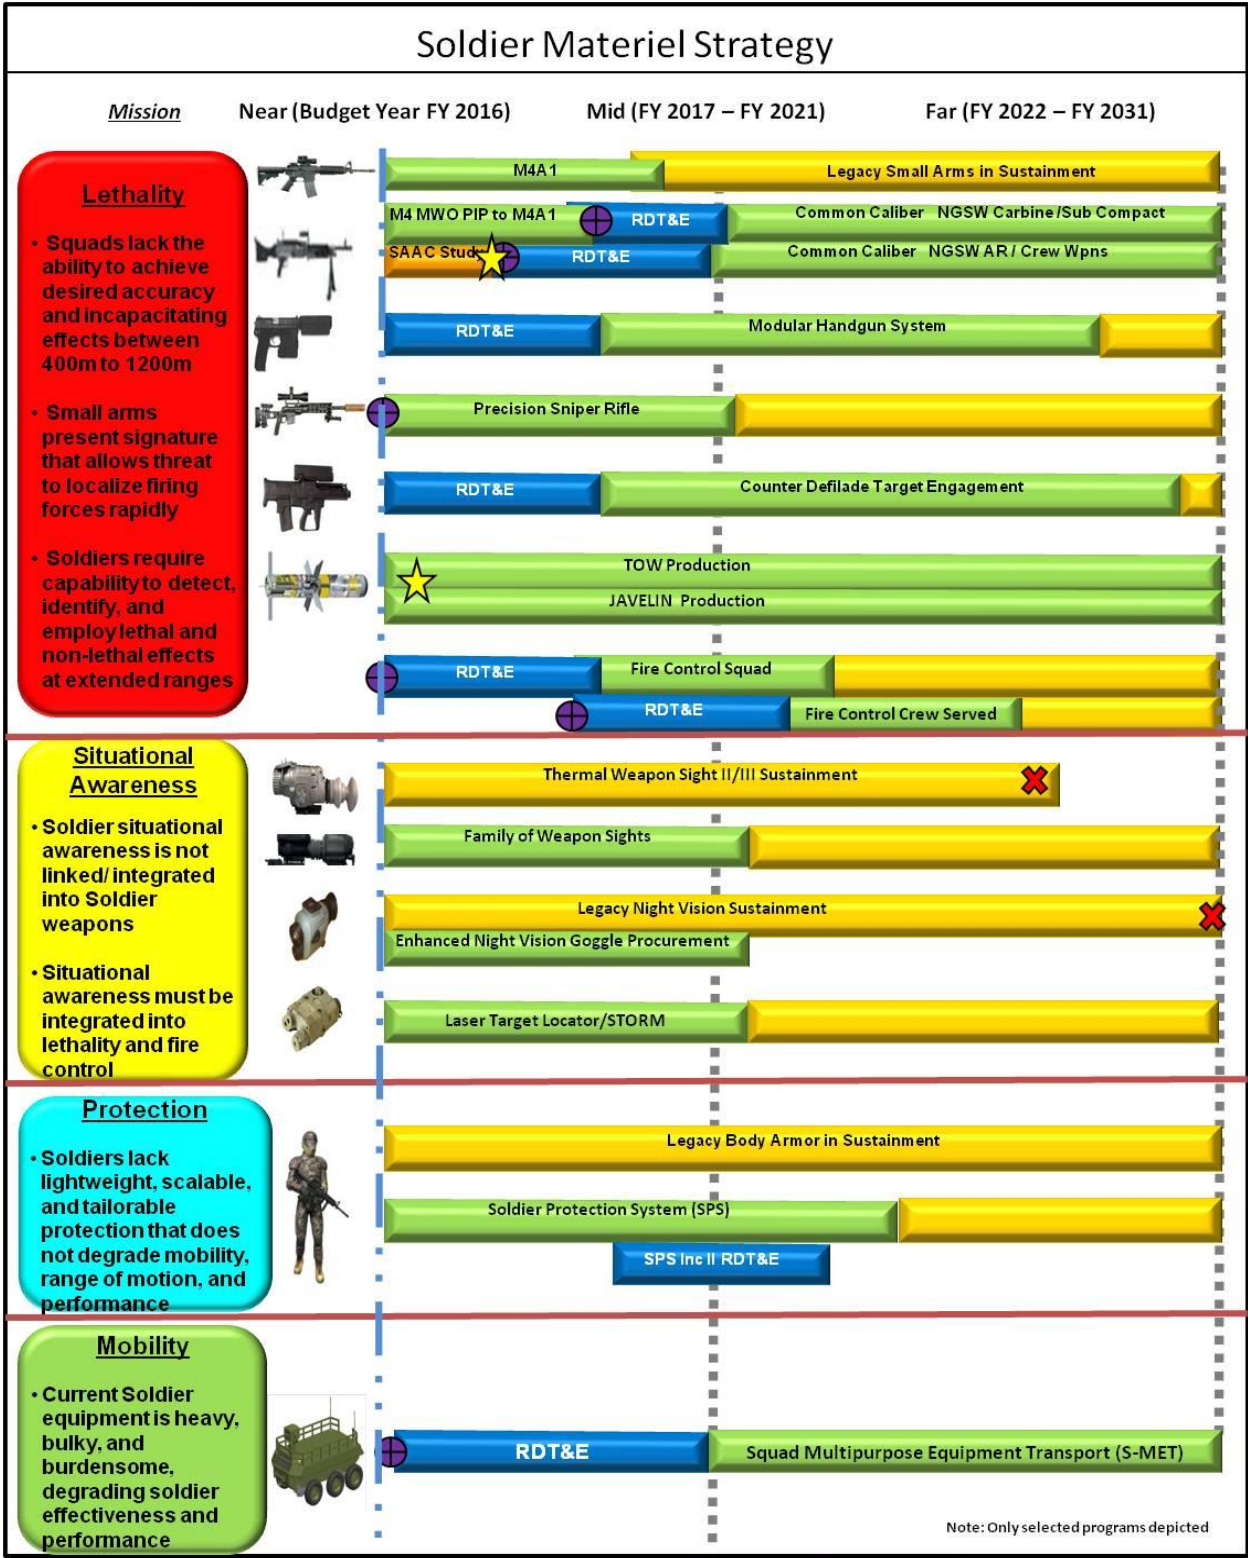 Soldier Materiel Strategy
Mission
Near (Budget Year FY 2016)
Mid (FY 2017 – FY 2021)
Far (FY 2022 – FY 2031)
Lethality
• Squads lack the
ability to achieve
desired accuracy
and incapacitating
effects between
400m to 1200m
• Small arms
present signature
that allows threat
to localize firing
forces rapidly
• Soldiers require
capability to detect,
identify, and
employ lethal and
non-lethal effects
at extended ranges
M4A1
Legacy Small Arms in Sustainment
M4 MWO PIP to M4A1
RDT&E
Common Caliber NGSW Carbine/Sub Compact
SAAC Study
RDT&E
Common Caliber NGSW AR / Crew Wpns
RDT&E
Modular Handgun System
Precision Sniper Rifle
RDT&E
Counter Defilade Target Engagement
TOW Production
JAVELIN Production
RDT&E
Fire Control Squad
RDT&E
Fire Control Crew Served
Situational
Awareness
• Soldier situational
awareness is not
linked/ integrated
into Soldier
weapons
• Situational
awareness must be
integrated into
lethality and fire
control
Thermal Weapon Sight II/III Sustainment
Family of Weapon Sights
Legacy Night Vision Sustainment
Enhanced Night Vision Goggle Procurement
Laser Target Locator/STORM
Protection
• Soldiers lack
lightweight, scalable,
and tailorable
protection that does
not degrade mobility,
range of motion, and
performance
Legacy Body Armor in Sustainment
Soldier Protection System (SPS)
SPS Inc II RDT&E
Mobility
• Current Soldier
equipment is heavy,
bulky, and
burdensome,
degrading soldier
effectiveness and
performance
RDT&E
Squad Multipurpose Equipment Transport (S-MET)
Note: Only selected programs depicted